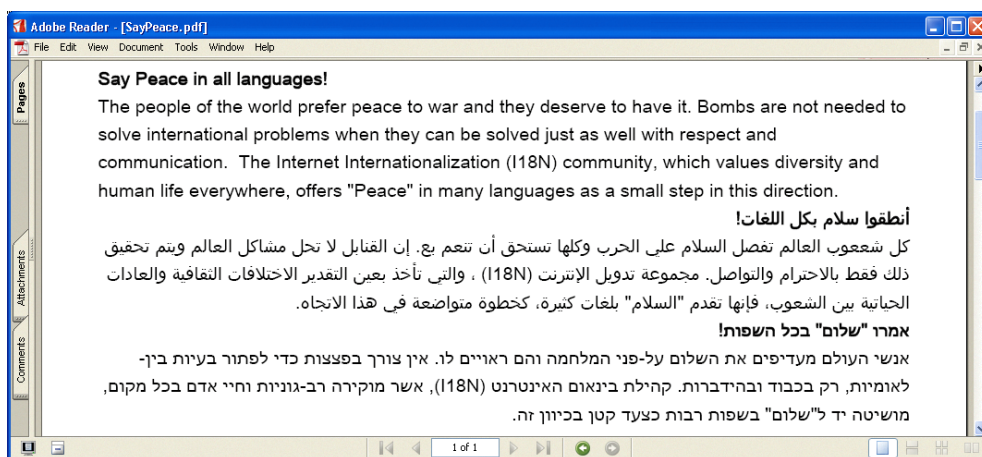 Adobe Reader - [SayPeace.pdf]
File Edit View Document Tools Window Help
Pages
Attachments
Comments
Say Peace in all languages!
The people of the world prefer peace to war and they deserve to have it. Bombs are not needed to
solve international problems when they can be solved just as well with respect and
communication.  The Internet Internationalization (I18N) community, which values diversity and
human life everywhere, offers "Peace" in many languages as a small step in this direction.
أنطقوا سلام بكل اللغات!
كل شععوب العالم تفصل السلام علي الحرب وكلها تستحق أن تنعم بع. إن القنابل لا تحل مشاكل العالم ويتم تحقيق
ذلك فقط بالاحترام والتواصل. مجموعة تدويل الإنترنت (I18N) ، والتي تأخذ بعين التقدير الاختلافات الثقافية والعادات
الحياتية بين الشعوب، فإنها تقدم "السلام" بلغات كثيرة، كخطوة متواضعة في هذا الاتجاه.
אמרו "שלום" בכל השפות!
אנשי העולם מעדיפים את השלום על-פני המלחמה והם ראויים לו. אין צורך בפצצות כדי לפתור בעיות בין-
לאומיות, רק בכבוד ובהידברות. קהילת בינאום האינטרנט (I18N), אשר מוקירה רב-גוניות וחיי אדם בכל מקום,
מושיטה יד ל"שלום" בשפות רבות כצעד קטן בכיוון זה.
1 of 1